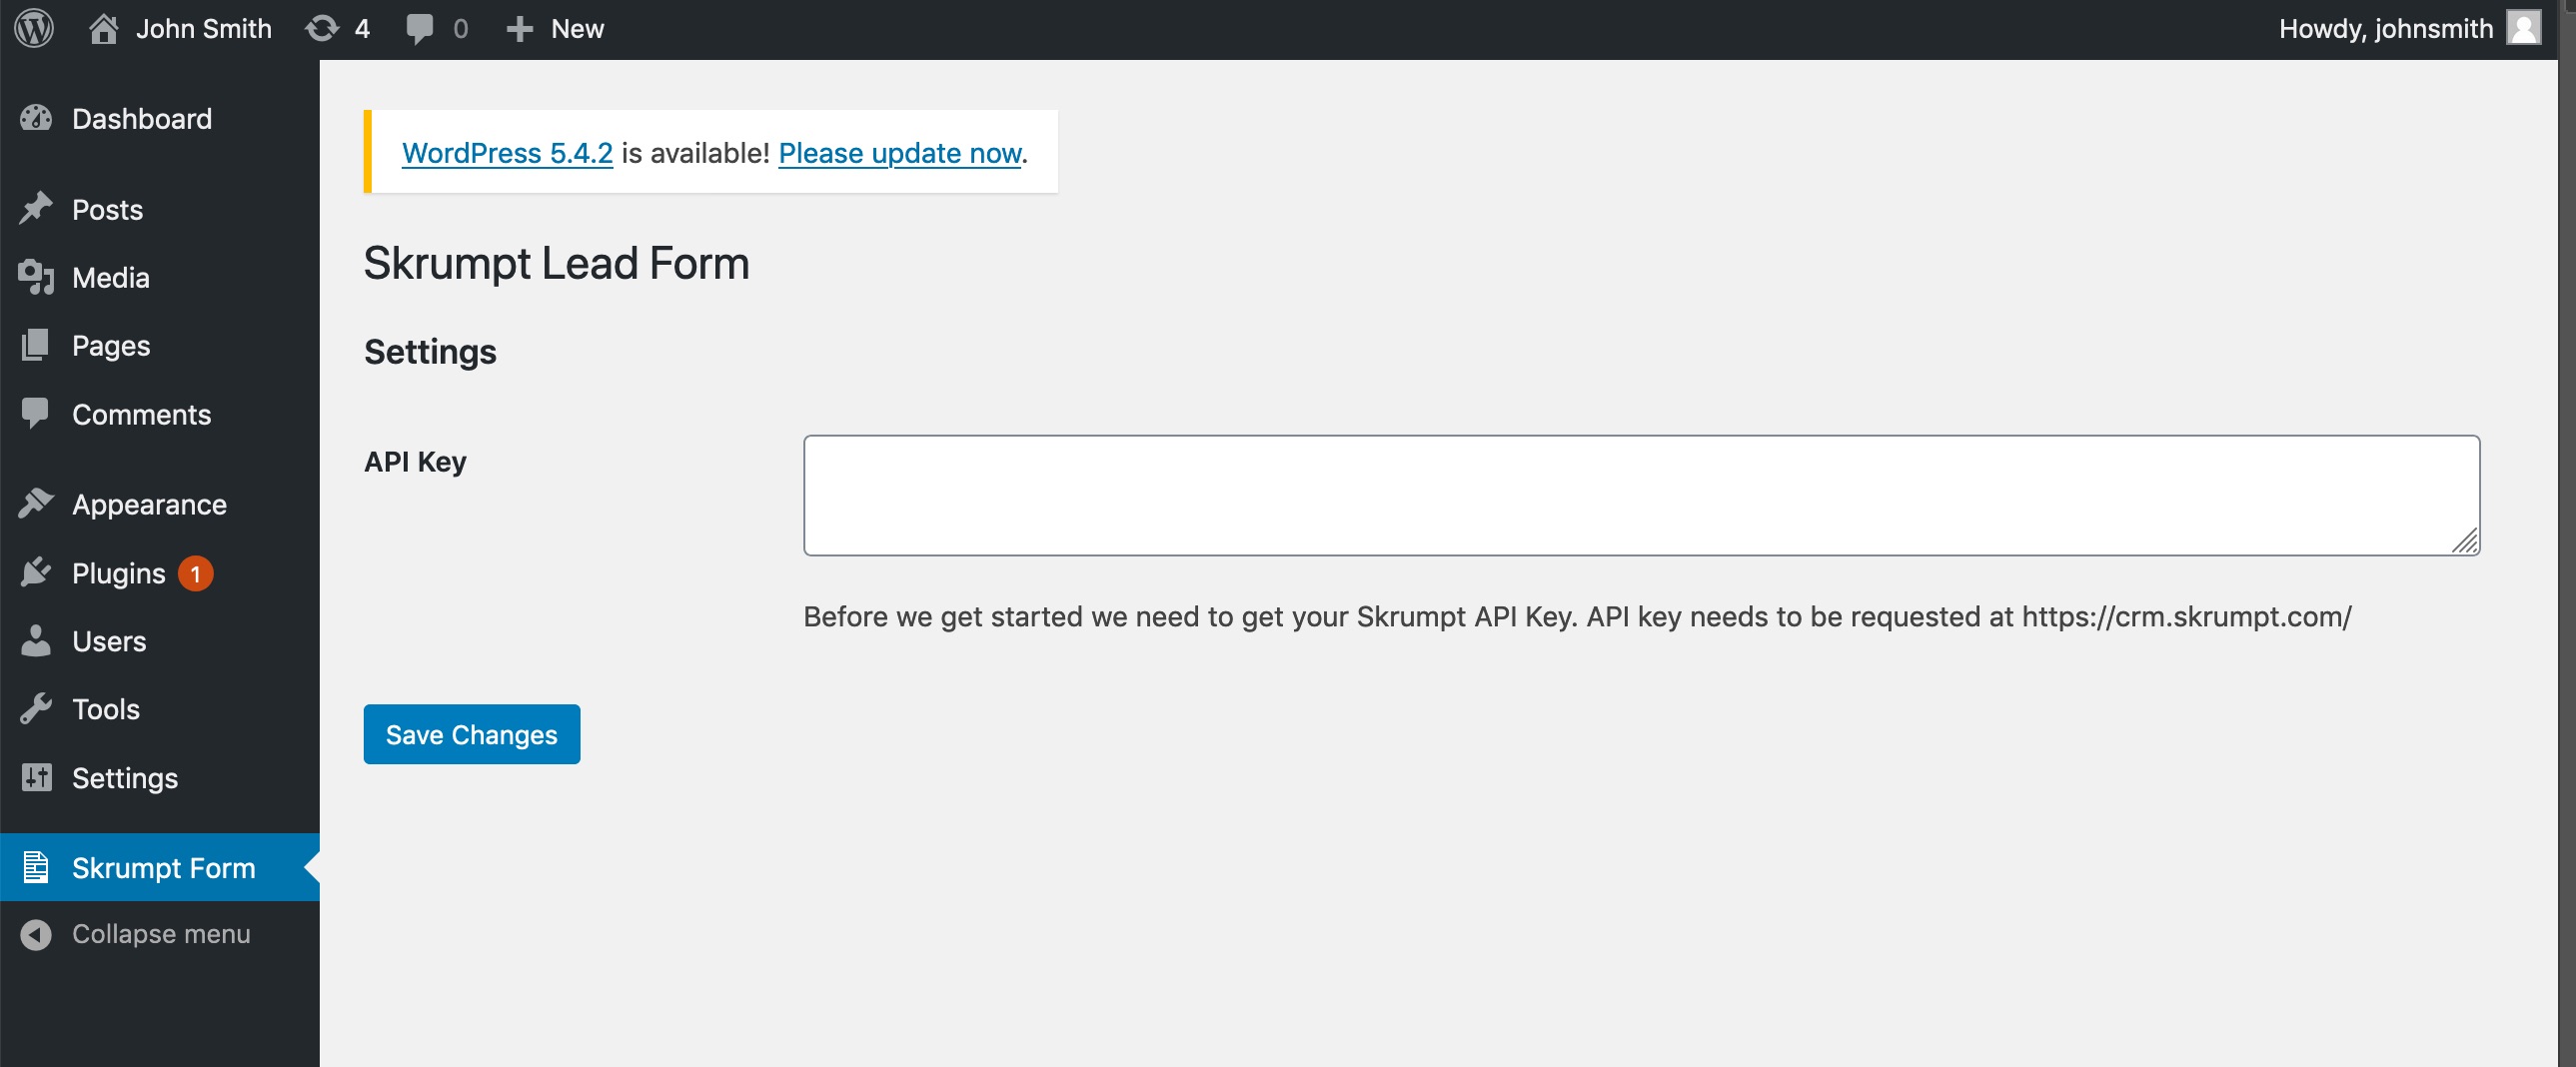 John Smith 4 0 New Howdy, johnsmith
Dashboard
Posts
Media
Pages
Comments
Appearance
Plugins 1
Users
Tools
Settings
Skrumpt Form
Collapse menu
WordPress 5.4.2 is available! Please update now.
Skrumpt Lead Form
Settings
API Key
Before we get started we need to get your Skrumpt API Key. API key needs to be requested at https://crm.skrumpt.com/
Save Changes